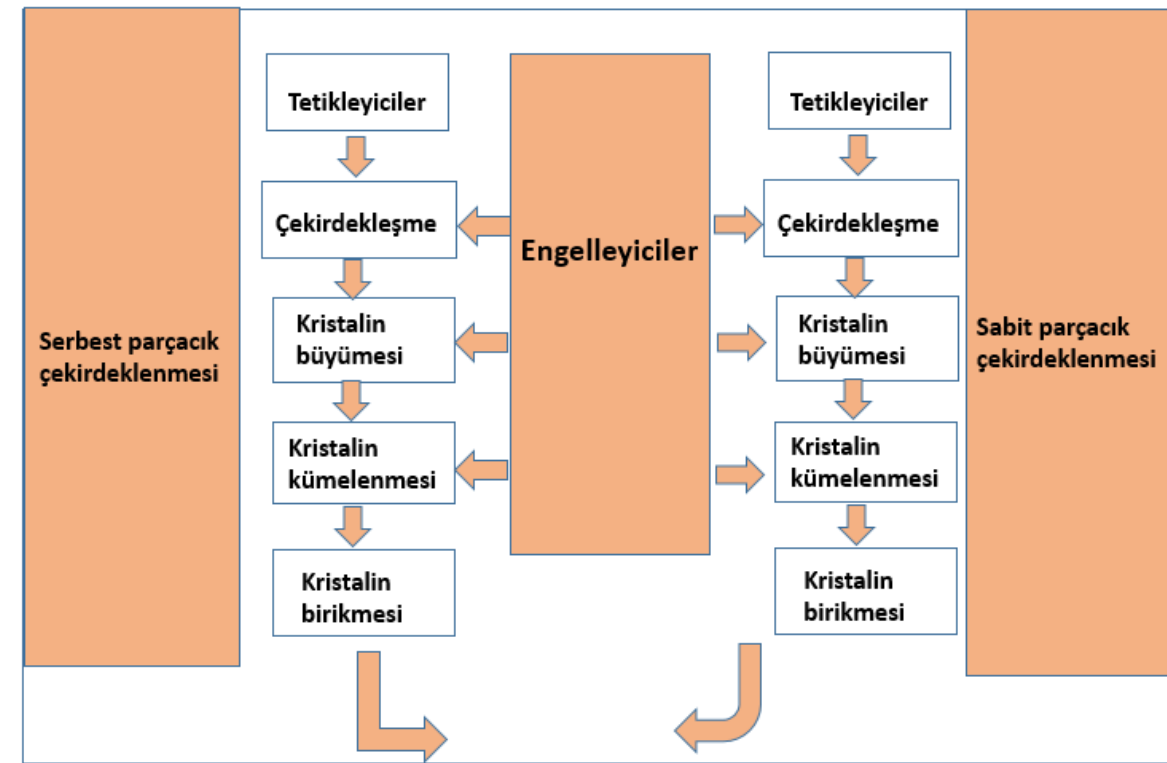 Serbest parçacık
çekirdeklenmesi
Tetikleyiciler
Çekirdekleşme
Kristalin
büyümesi
Kristalin
kümelenmesi
Kristalin
birikmesi
Engelleyiciler
Tetikleyiciler
Çekirdekleşme
Kristalin
büyümesi
Kristalin
kümelenmesi
Kristalin
birikmesi
Sabit parçacık
çekirdeklenmesi